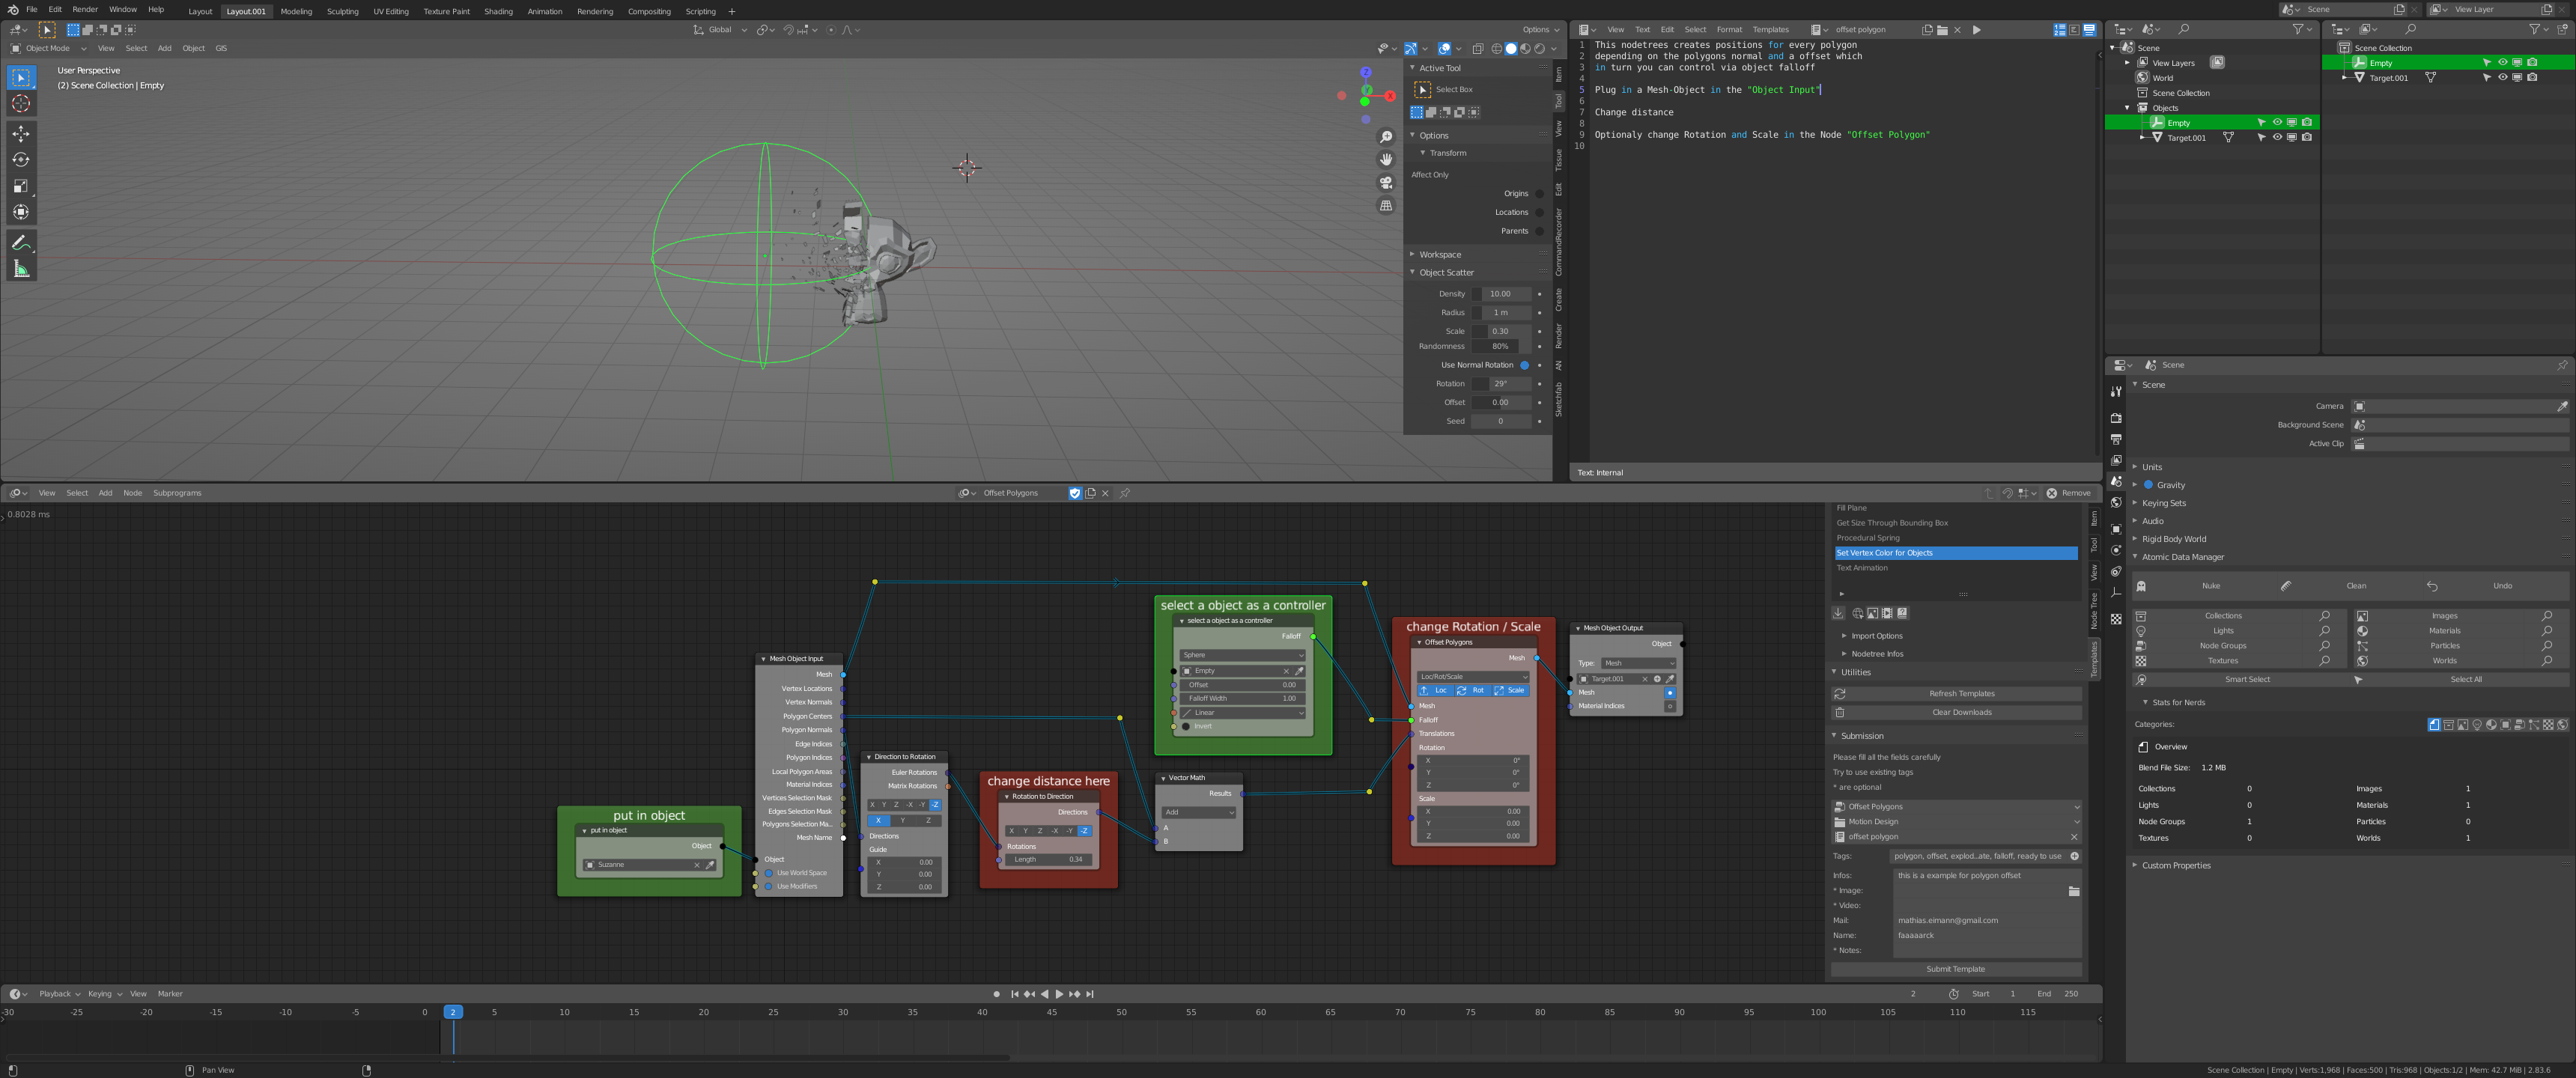 File Edit Render Window Help Layout Layout.001 Modeling Sculpting UV Editing Texture Paint Shading Animation Rendering Compositing Scripting + Scene View Layer
Global Options
Object Mode View Select Add Object GIS
User Perspective
(2) Scene Collection | Empty
Z
Y
X
Active Tool
Select Box
Options
Transform
Affect Only
Origins
Locations
Parents
Workspace
Object Scatter
Density 10.00
Radius 1 m
Scale 0.30
Randomness 80%
Use Normal Rotation
Rotation 29°
Offset 0.00
Seed 0
Item
Tool
View
Tissue
Edit
CommandRecorder
Create
Render
AN
Sketchfab
View Text Edit Select Format Templates offset polygon
1 This nodetrees creates positions for every polygon
2 depending on the polygons normal and a offset which
3 in turn you can control via object falloff
4
5 Plug in a Mesh-Object in the "Object Input"
6
7 Change distance
8
9 Optionaly change Rotation and Scale in the Node "Offset Polygon"
10
Text: Internal
Scene
View Layers
World
Scene Collection
Objects
Empty
Target.001
Scene Collection
Empty
Target.001
Scene
Scene
Camera
Background Scene
Active Clip
Units
Gravity
Keying Sets
Audio
Rigid Body World
Atomic Data Manager
Nuke Clean Undo
Collections Images
Lights Materials
Node Groups Particles
Textures Worlds
Smart Select Select All
Stats for Nerds
Categories:
Overview
Blend File Size: 1.2 MB
Collections 0 Images 1
Lights 0 Materials 1
Node Groups 1 Particles 0
Textures 0 Worlds 1
Custom Properties
View Select Add Node Subprograms Offset Polygons Remove
0.8028 ms
put in object
put in object
Object
Suzanne
Mesh Object Input
Mesh
Vertex Locations
Vertex Normals
Polygon Centers
Polygon Normals
Edge Indices
Polygon Indices
Local Polygon Areas
Material Indices
Vertices Selection Mask
Edges Selection Mask
Polygons Selection Ma...
Mesh Name
Object
Use World Space
Use Modifiers
Direction to Rotation
Euler Rotations
Matrix Rotations
X Y Z -X -Y -Z
X Y Z
Directions
Guide
X 0.00
Y 0.00
Z 0.00
change distance here
Rotation to Direction
Directions
X Y Z -X -Y -Z
Rotations
Length 0.34
Vector Math
Results
Add
A
B
select a object as a controller
select a object as a controller
Falloff
Sphere
Empty
Offset 0.00
Falloff Width 1.00
Linear
Invert
change Rotation / Scale
Offset Polygons
Mesh
Loc/Rot/Scale
Loc Rot Scale
Mesh
Falloff
Translations
Rotation
X 0°
Y 0°
Z 0°
Scale
X 0.00
Y 0.00
Z 0.00
Mesh Object Output
Object
Type: Mesh
Target.001
Mesh
Material Indices
Fill Plane
Get Size Through Bounding Box
Procedural Spring
Set Vertex Color for Objects
Text Animation
Import Options
Nodetree Infos
Utilities
Refresh Templates
Clear Downloads
Submission
Please fill all the fields carefully
Try to use existing tags
* are optional
Offset Polygons
Motion Design
offset polygon
Tags: polygon, offset, explod...ate, falloff, ready to use
Infos: this is a example for polygon offset
* Image:
* Video:
Mail: mathias.eimann@gmail.com
Name: faaaaarck
* Notes:
Submit Template
Item
Tool
View
Node Tree
Templates
Playback Keying View Marker 2 Start 1 End 250
-30 -25 -20 -15 -10 -5 0 2 5 10 15 20 25 30 35 40 45 50 55 60 65 70 75 80 85 90 95 100 105 110 115
Pan View
Scene Collection | Empty | Verts:1,968 | Faces:500 | Tris:968 | Objects:1/2 | Mem: 42.7 MiB | 2.83.6